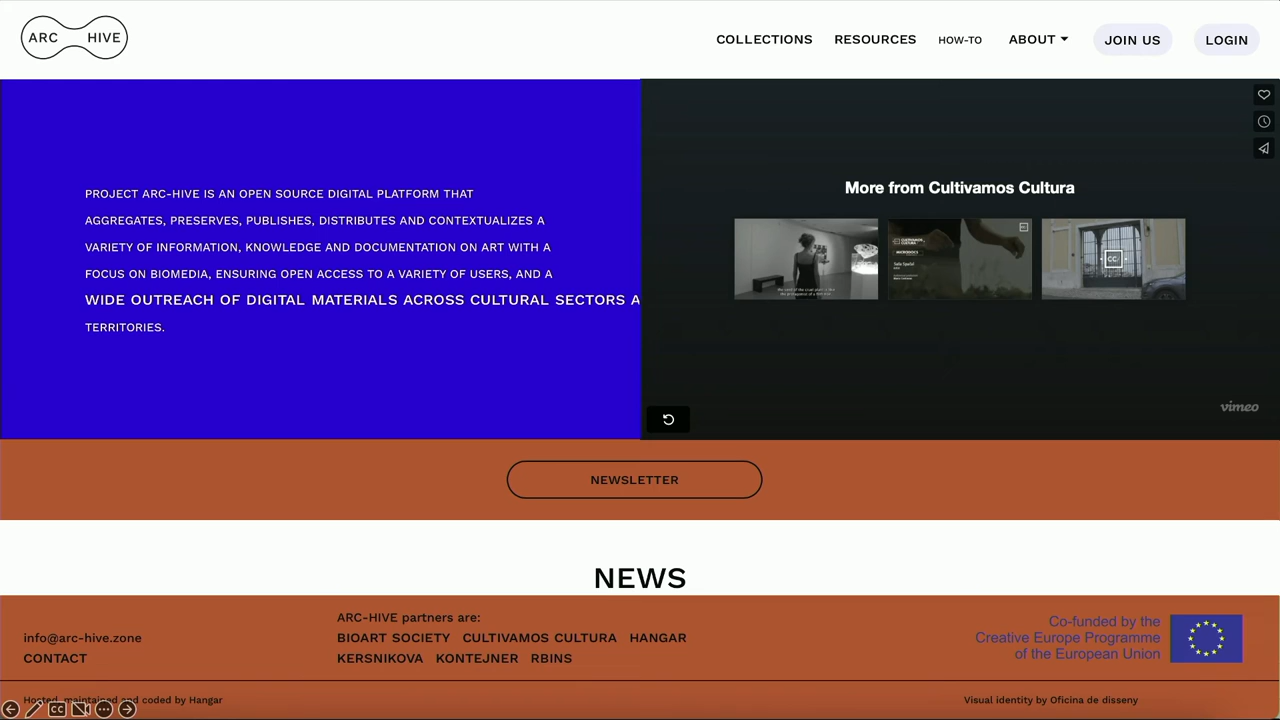 ARC HIVE
COLLECTIONS RESOURCES HOW-TO ABOUT JOIN US LOGIN
PROJECT ARC-HIVE IS AN OPEN SOURCE DIGITAL PLATFORM THAT
AGGREGATES, PRESERVES, PUBLISHES, DISTRIBUTES AND CONTEXTUALIZES A
VARIETY OF INFORMATION, KNOWLEDGE AND DOCUMENTATION ON ART WITH A
FOCUS ON BIOMEDIA, ENSURING OPEN ACCESS TO A VARIETY OF USERS, AND A
WIDE OUTREACH OF DIGITAL MATERIALS ACROSS CULTURAL SECTORS A
TERRITORIES.
More from Cultivamos Cultura
CC
vimeo
NEWSLETTER
NEWS
info@arc-hive.zone
CONTACT
ARC-HIVE partners are:
BIOART SOCIETY CULTIVAMOS CULTURA HANGAR
KERSNIKOVA KONTEJNER RBINS
Co-funded by the
Creative Europe Programme
of the European Union
Hosted, maintained and coded by Hangar
Visual identity by Oficina de disseny
CC